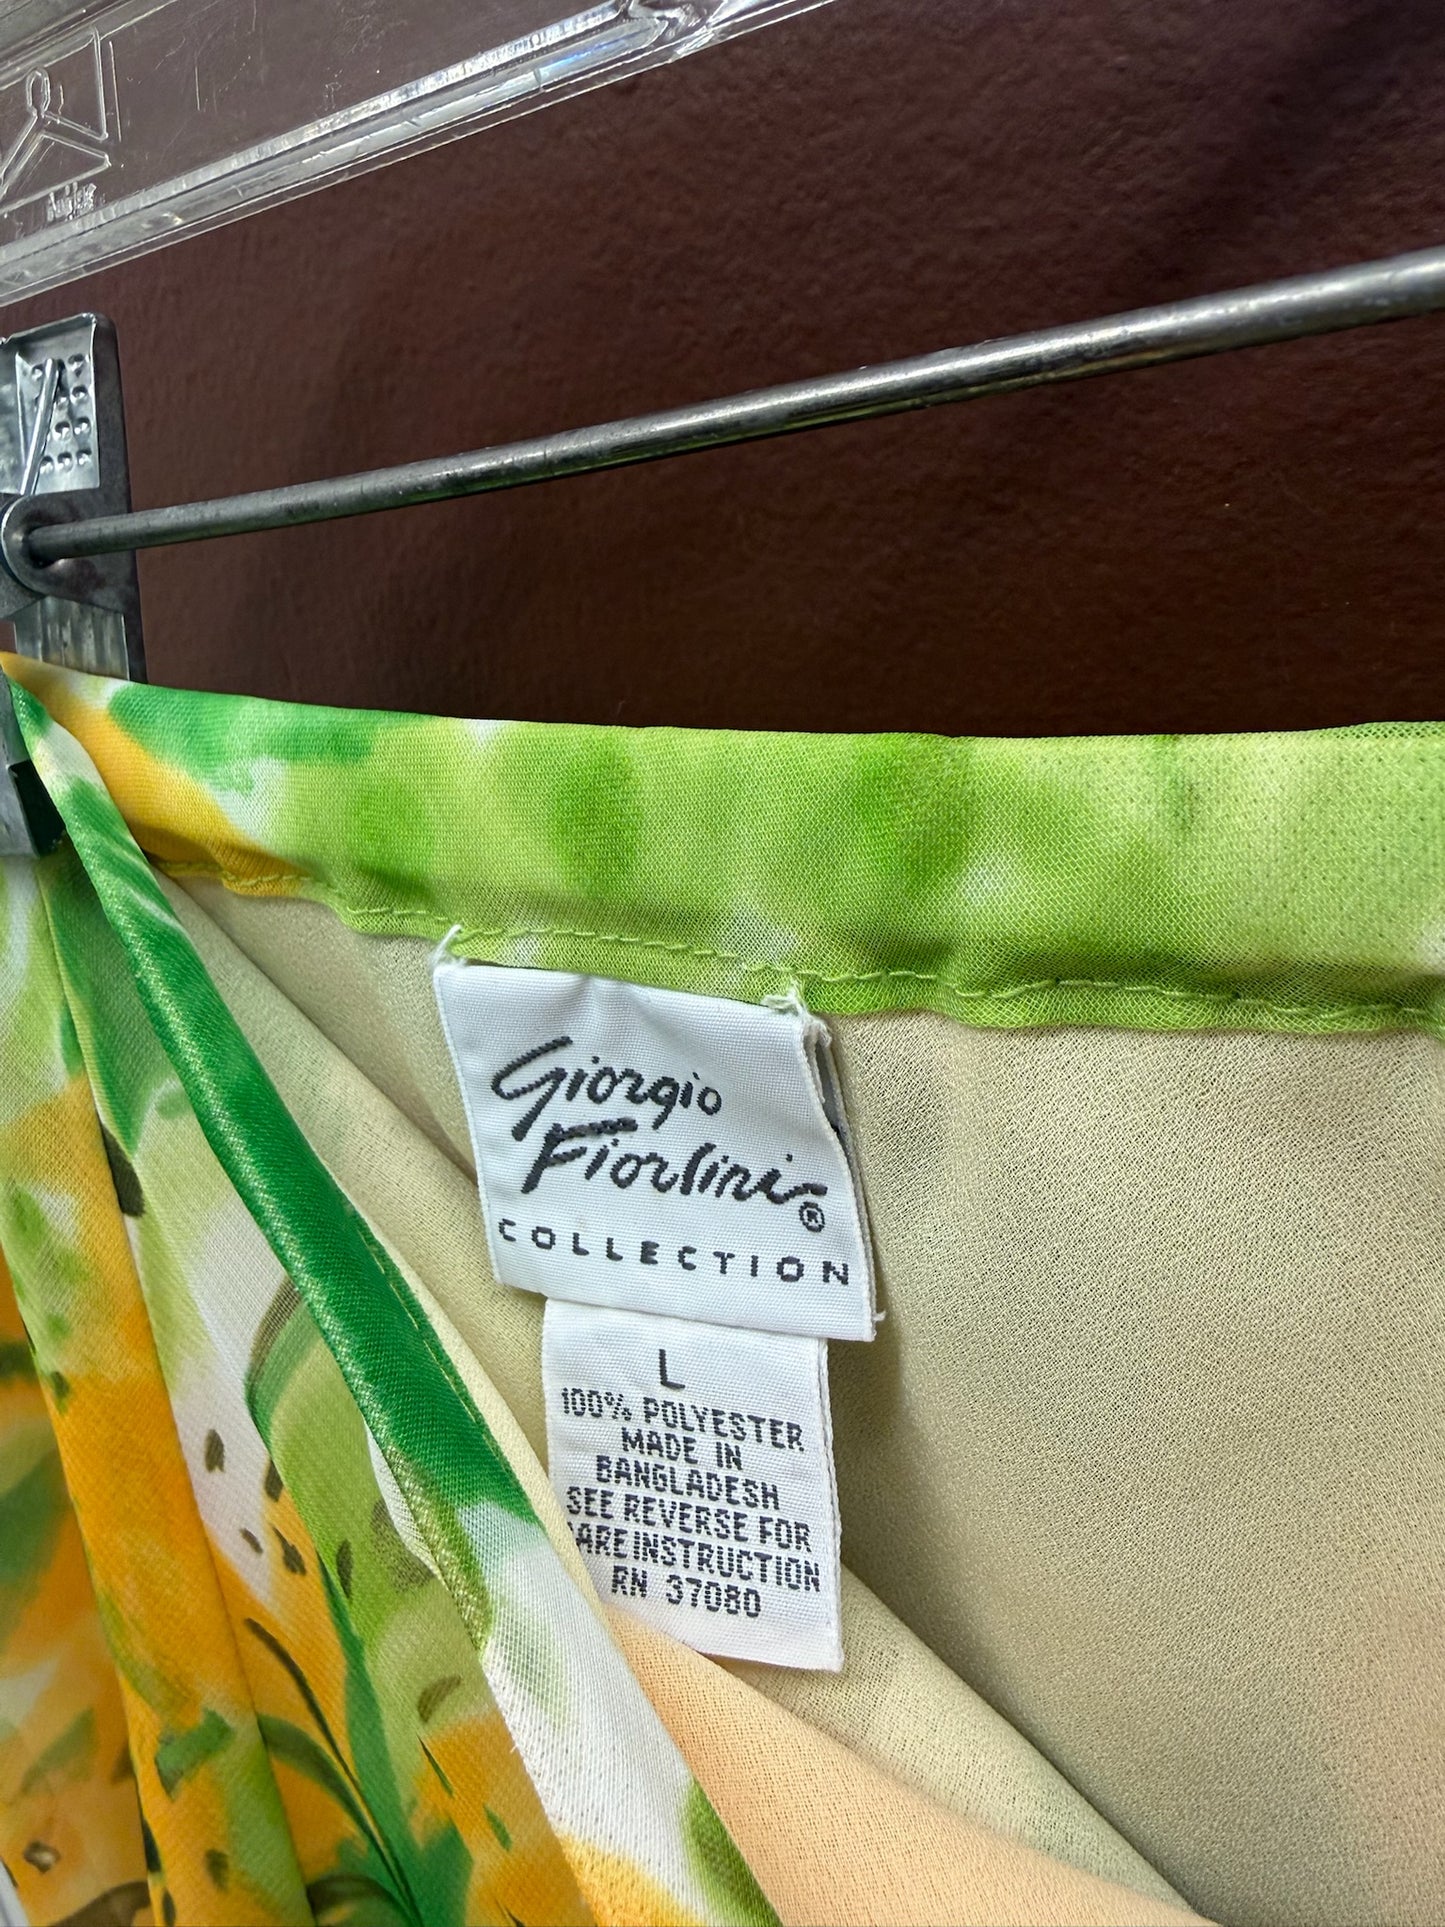 Giorgio
Fiorlini®
COLLECTION
L
100% POLYESTER
MADE IN
BANGLADESH
SEE REVERSE FOR
CARE INSTRUCTION
RN 37080